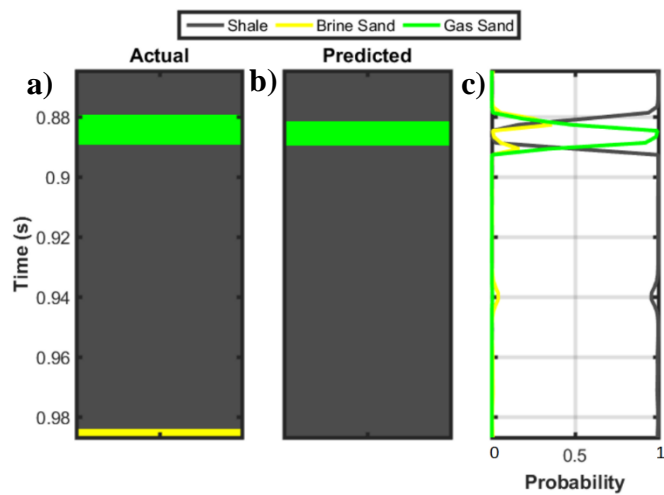 Shale Brine Sand Gas Sand
a) Actual b) Predicted c)
0.88
0.9
0.92
0.94
0.96
0.98
Time (s)
0 0.5 1
Probability